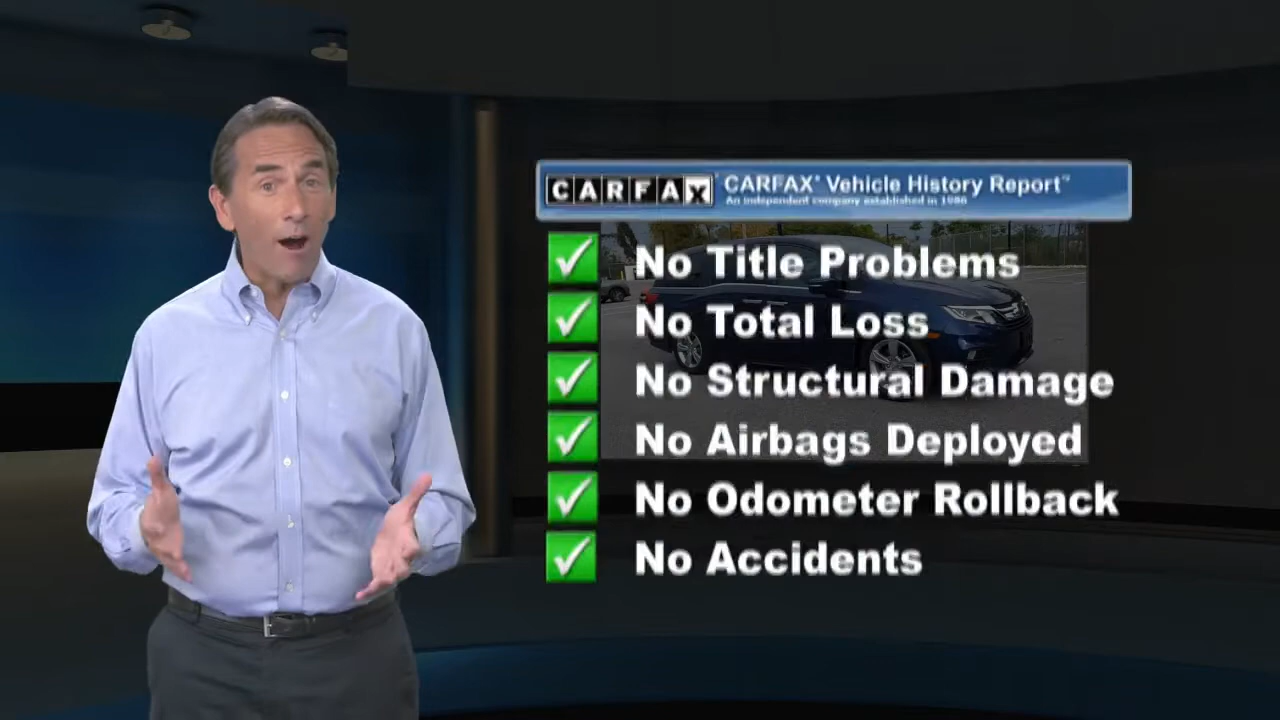 CARFAX CARFAX® Vehicle History Report™
An independent company established in 1986
No Title Problems
No Total Loss
No Structural Damage
No Airbags Deployed
No Odometer Rollback
No Accidents